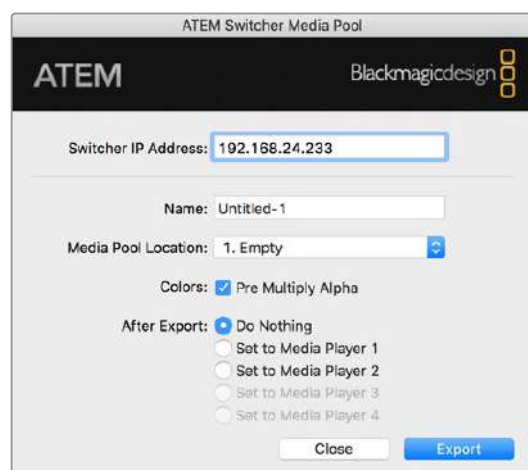 ATEM Switcher Media Pool
ATEM
Blackmagicdesign
Switcher IP Address: 192.168.24.233
Name: Untitled-1
Media Pool Location: 1. Empty
Colors: Pre Multiply Alpha
After Export: Do Nothing
Set to Media Player 1
Set to Media Player 2
Set to Media Player 3
Set to Media Player 4
Close Export